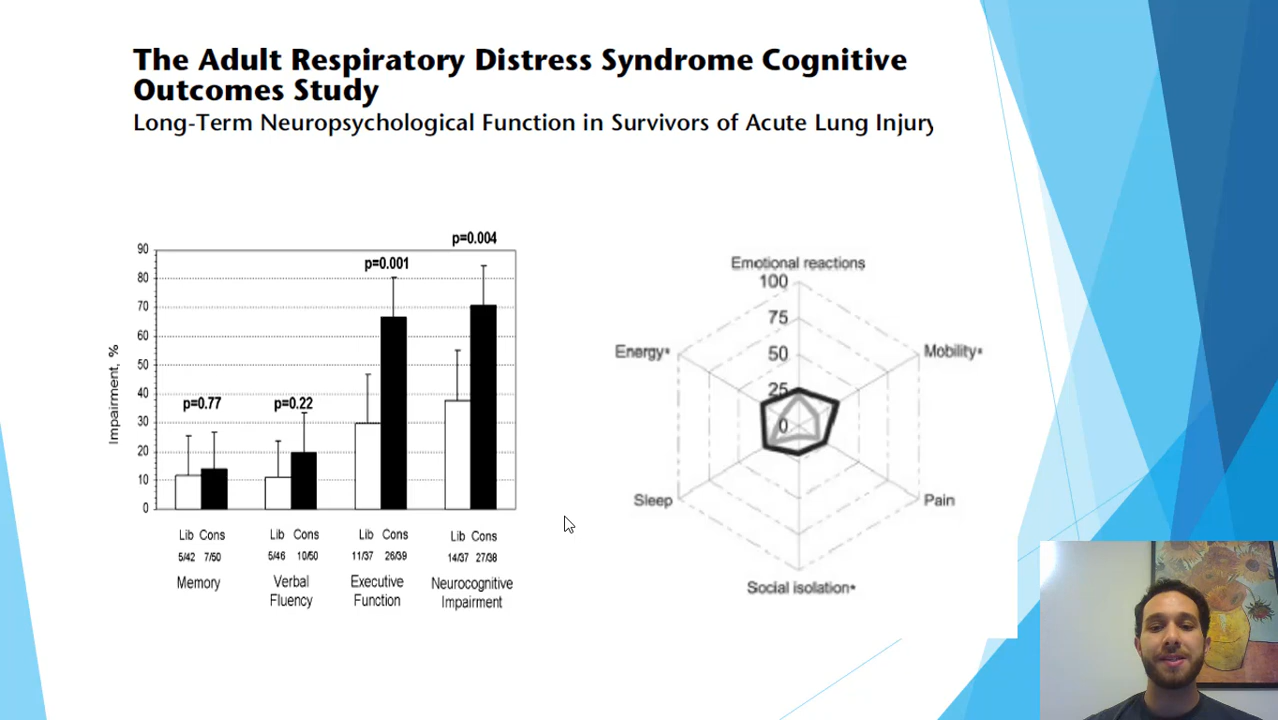 The Adult Respiratory Distress Syndrome Cognitive
Outcomes Study
Long-Term Neuropsychological Function in Survivors of Acute Lung Injury
Impairment, %
90
80
70
60
50
40
30
20
10
0
p=0.77
p=0.22
p=0.001
p=0.004
Lib Cons Lib Cons Lib Cons Lib Cons
5/42 7/50 5/46 10/50 11/37 26/39 14/37 27/38
Memory
Verbal
Fluency
Executive
Function
Neurocognitive
Impairment
Emotional reactions
100
75
50
25
0
Energy*
Mobility*
Sleep
Pain
Social isolation*